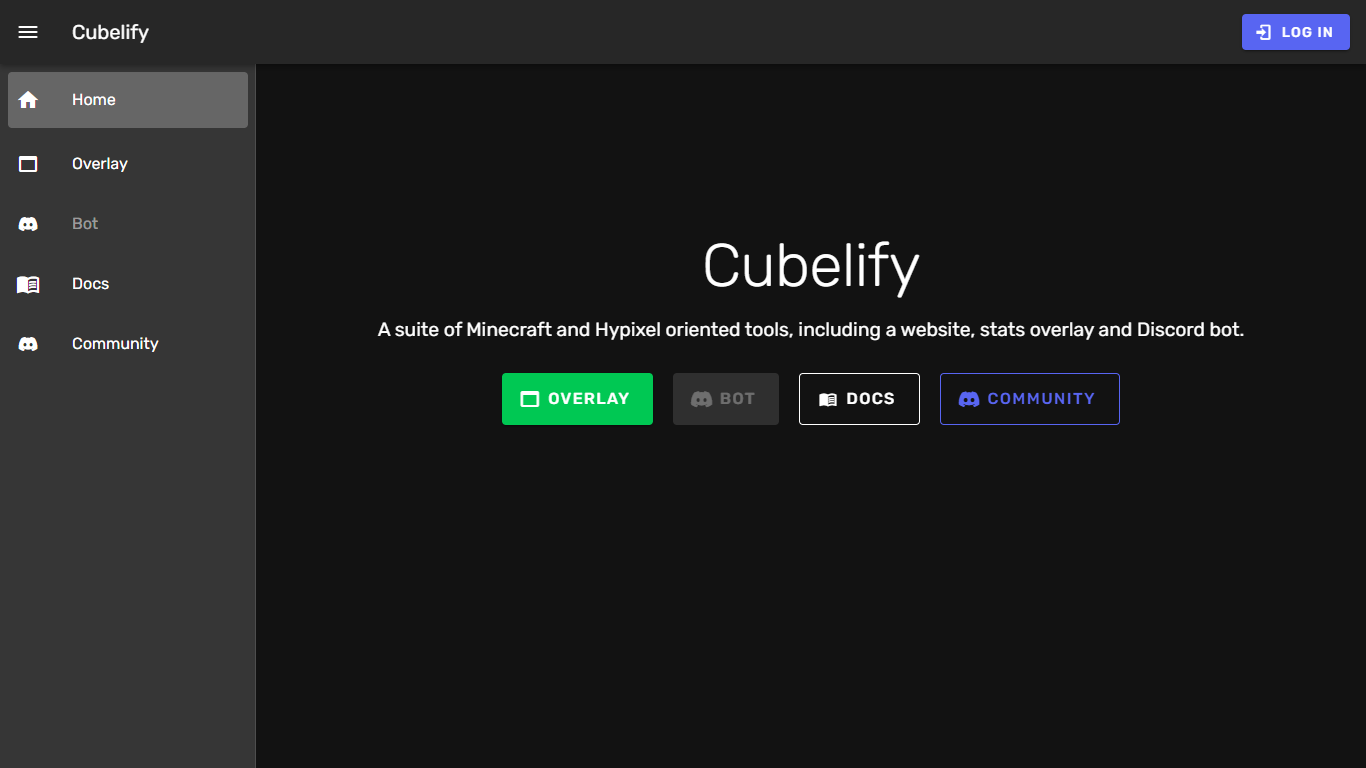 Cubelify
LOG IN
Home
Overlay
Bot
Docs
Community
Cubelify
A suite of Minecraft and Hypixel oriented tools, including a website, stats overlay and Discord bot.
OVERLAY
BOT
DOCS
COMMUNITY